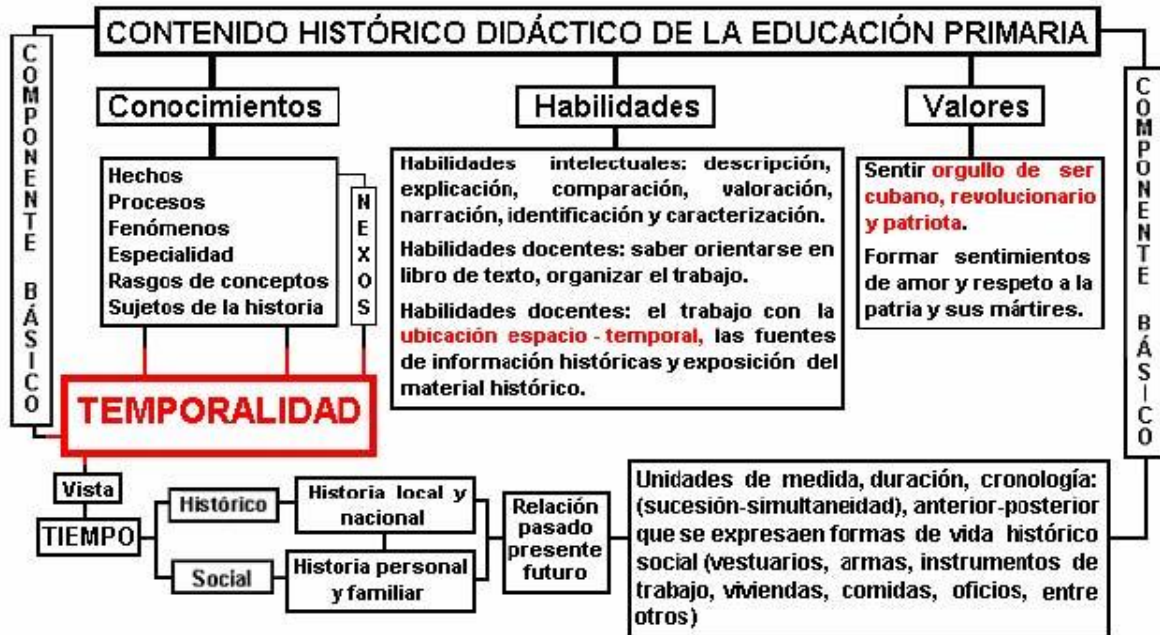 CONTENIDO HISTÓRICO DIDÁCTICO DE LA EDUCACIÓN PRIMARIA
COMPONENTE BÁSICO
Conocimientos
Habilidades
Valores
Hechos
Procesos
Fenómenos
Especialidad
Rasgos de conceptos
Sujetos de la historia
NEXOS
Habilidades intelectuales: descripción,
explicación, comparación, valoración,
narración, identificación y caracterización.
Habilidades docentes: saber orientarse en
libro de texto, organizar el trabajo.
Habilidades docentes: el trabajo con la
ubicación espacio - temporal, las fuentes
de información históricas y exposición del
material histórico.
Sentir orgullo de ser
cubano, revolucionario
y patriota.
Formar sentimientos
de amor y respeto a la
patria y sus mártires.
COMPONENTE BÁSICO
TEMPORALIDAD
Vista
TIEMPO
Histórico
Social
Historia local y
nacional
Historia personal
y familiar
Relación
pasado
presente
futuro
Unidades de medida, duración, cronología:
(sucesión-simultaneidad), anterior-posterior
que se expresaen formas de vida histórico
social (vestuarios, armas, instrumentos de
trabajo, viviendas, comidas, oficios, entre
otros)